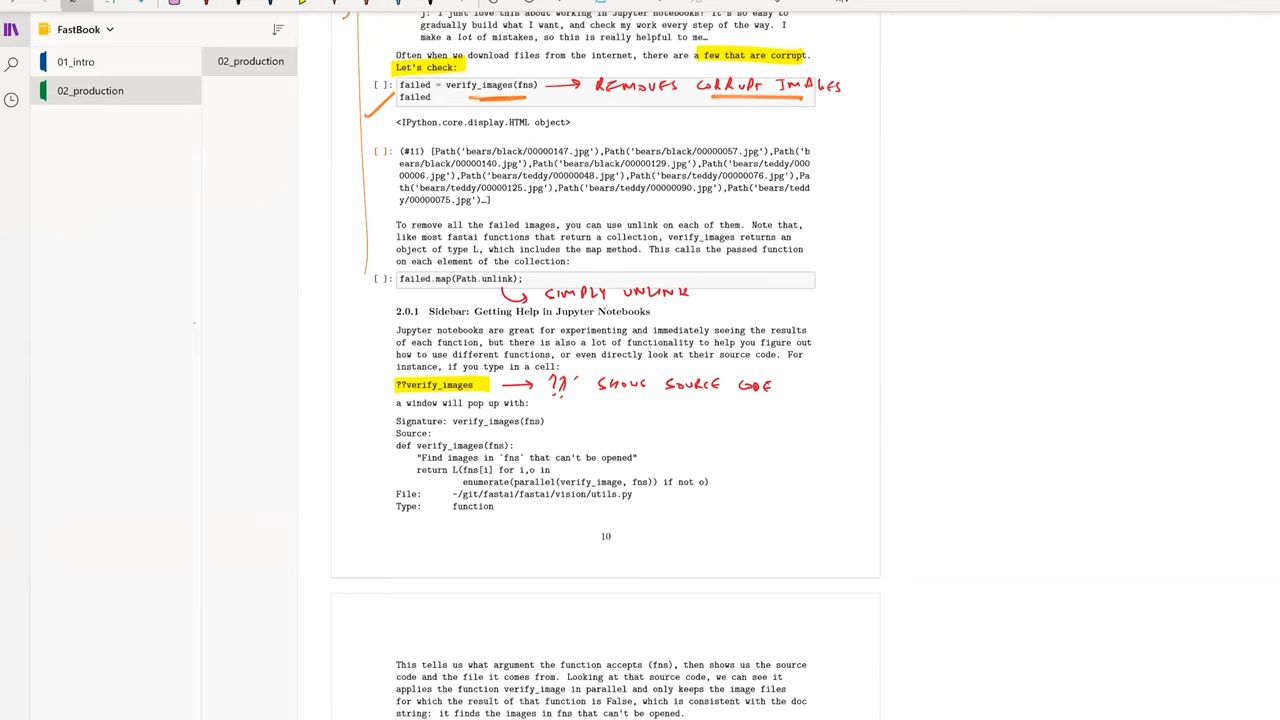 FastBook
01_intro
02_production
02_production
j: I just love this about working in Jupyter notebooks! It's so easy to
gradually build what I want, and check my work every step of the way. I
make a lot of mistakes, so this is really helpful to me…
Often when we download files from the internet, there are a few that are corrupt.
Let's check:
[ ]: failed = verify_images(fns) → REMOVES CORRUPT IMAGES
failed
<IPython.core.display.HTML object>
[ ]: (#11) [Path('bears/black/00000147.jpg'),Path('bears/black/00000057.jpg'),Path('b
ears/black/00000140.jpg'),Path('bears/black/00000129.jpg'),Path('bears/teddy/000
00006.jpg'),Path('bears/teddy/00000048.jpg'),Path('bears/teddy/00000076.jpg'),Pa
th('bears/teddy/00000125.jpg'),Path('bears/teddy/00000090.jpg'),Path('bears/tedd
y/00000075.jpg')…]
To remove all the failed images, you can use unlink on each of them. Note that,
like most fastai functions that return a collection, verify_images returns an
object of type L, which includes the map method. This calls the passed function
on each element of the collection:
[ ]: failed.map(Path.unlink);
SIMPLY UNLINK
2.0.1 Sidebar: Getting Help in Jupyter Notebooks
Jupyter notebooks are great for experimenting and immediately seeing the results
of each function, but there is also a lot of functionality to help you figure out
how to use different functions, or even directly look at their source code. For
instance, if you type in a cell:
??verify_images → ?? SHOWS SOURCE CODE
a window will pop up with:
Signature: verify_images(fns)
Source:
def verify_images(fns):
"Find images in `fns` that can't be opened"
return L(fns[i] for i,o in
enumerate(parallel(verify_image, fns)) if not o)
File: ~/git/fastai/fastai/vision/utils.py
Type: function
10
This tells us what argument the function accepts (fns), then shows us the source
code and the file it comes from. Looking at that source code, we can see it
applies the function verify_image in parallel and only keeps the image files
for which the result of that function is False, which is consistent with the doc
string: it finds the images in fns that can't be opened.